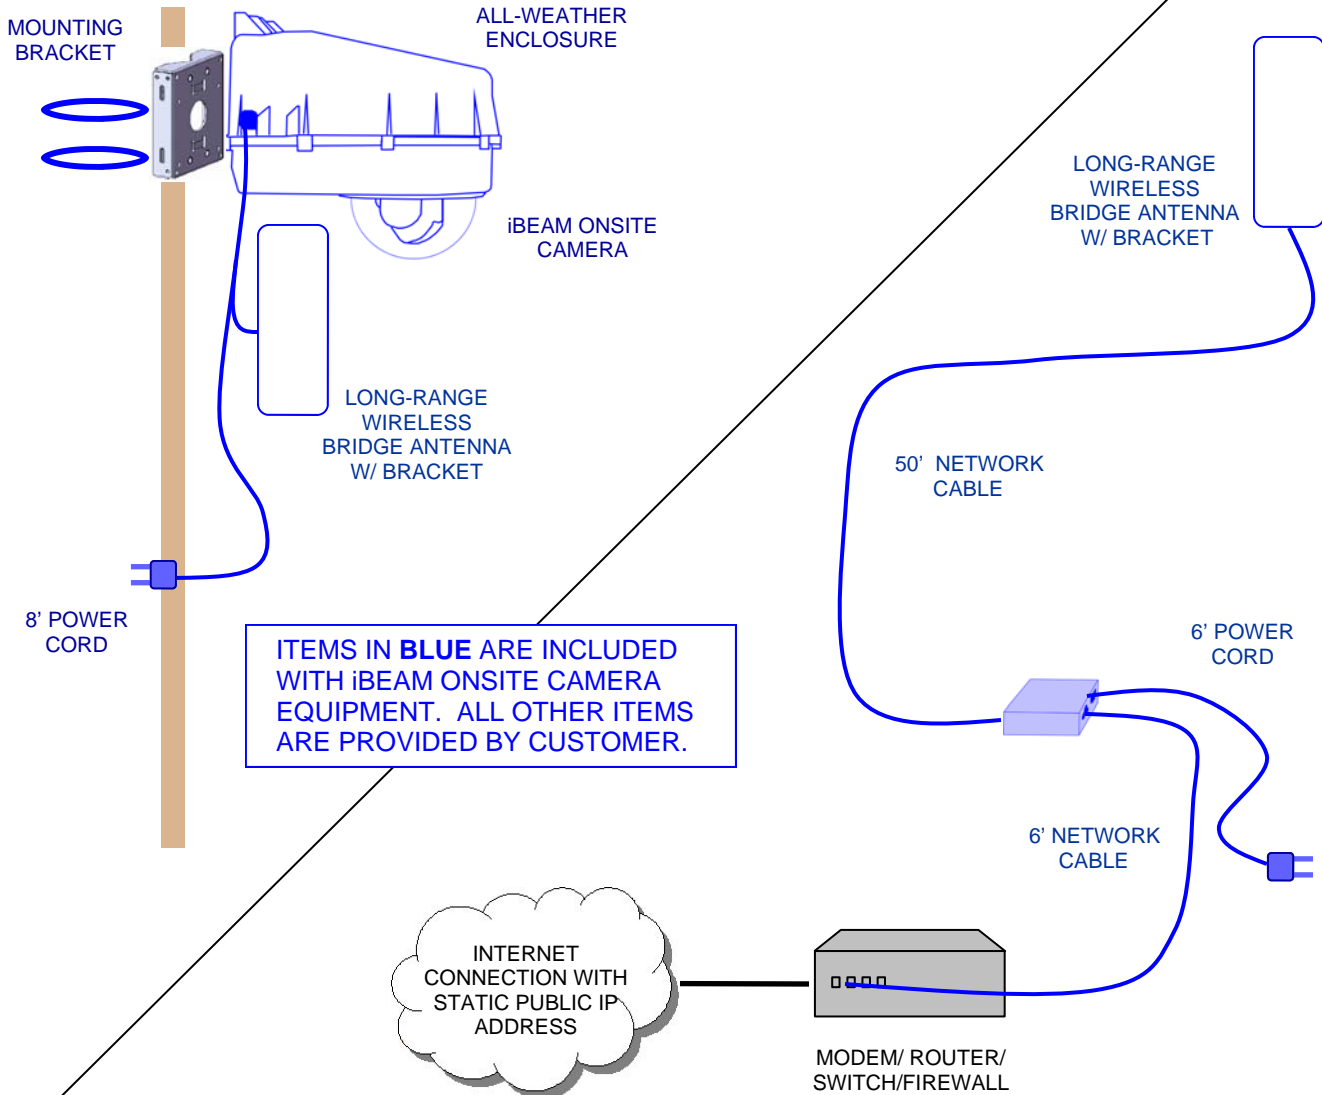 MOUNTING
BRACKET
ALL-WEATHER
ENCLOSURE
iBEAM ONSITE
CAMERA
LONG-RANGE
WIRELESS
BRIDGE ANTENNA
W/ BRACKET
8’ POWER
CORD
ITEMS IN BLUE ARE INCLUDED
WITH iBEAM ONSITE CAMERA
EQUIPMENT.  ALL OTHER ITEMS
ARE PROVIDED BY CUSTOMER.
LONG-RANGE
WIRELESS
BRIDGE ANTENNA
W/ BRACKET
50’  NETWORK
CABLE
6’ POWER
CORD
6’ NETWORK
CABLE
INTERNET
CONNECTION WITH
STATIC PUBLIC IP
ADDRESS
MODEM/ ROUTER/
SWITCH/FIREWALL